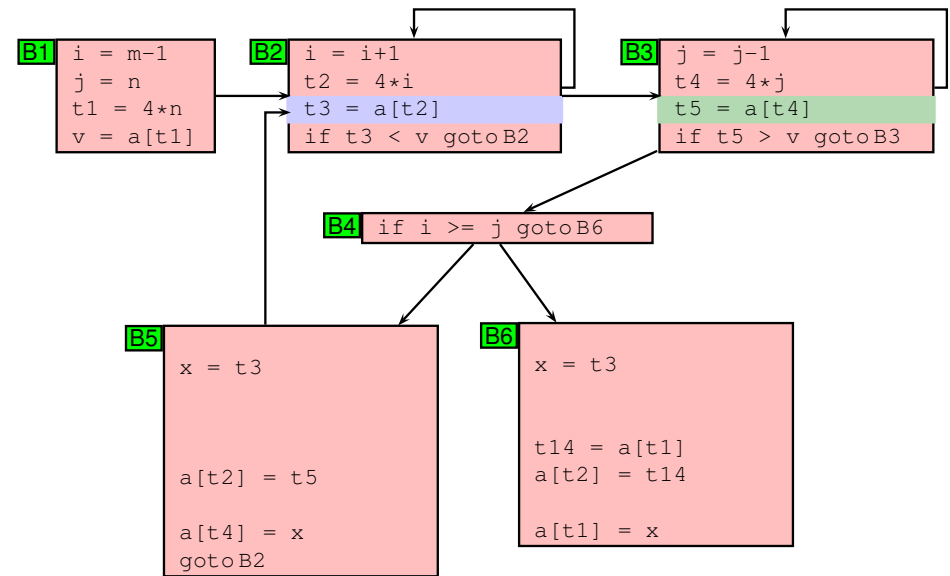 B1
i = m-1
j = n
t1 = 4*n
v = a[t1]
B2
i = i+1
t2 = 4*i
t3 = a[t2]
if t3 < v goto B2
B3
j = j-1
t4 = 4*j
t5 = a[t4]
if t5 > v goto B3
B4
if i >= j goto B6
B5
x = t3
a[t2] = t5
a[t4] = x
goto B2
B6
x = t3
t14 = a[t1]
a[t2] = t14
a[t1] = x